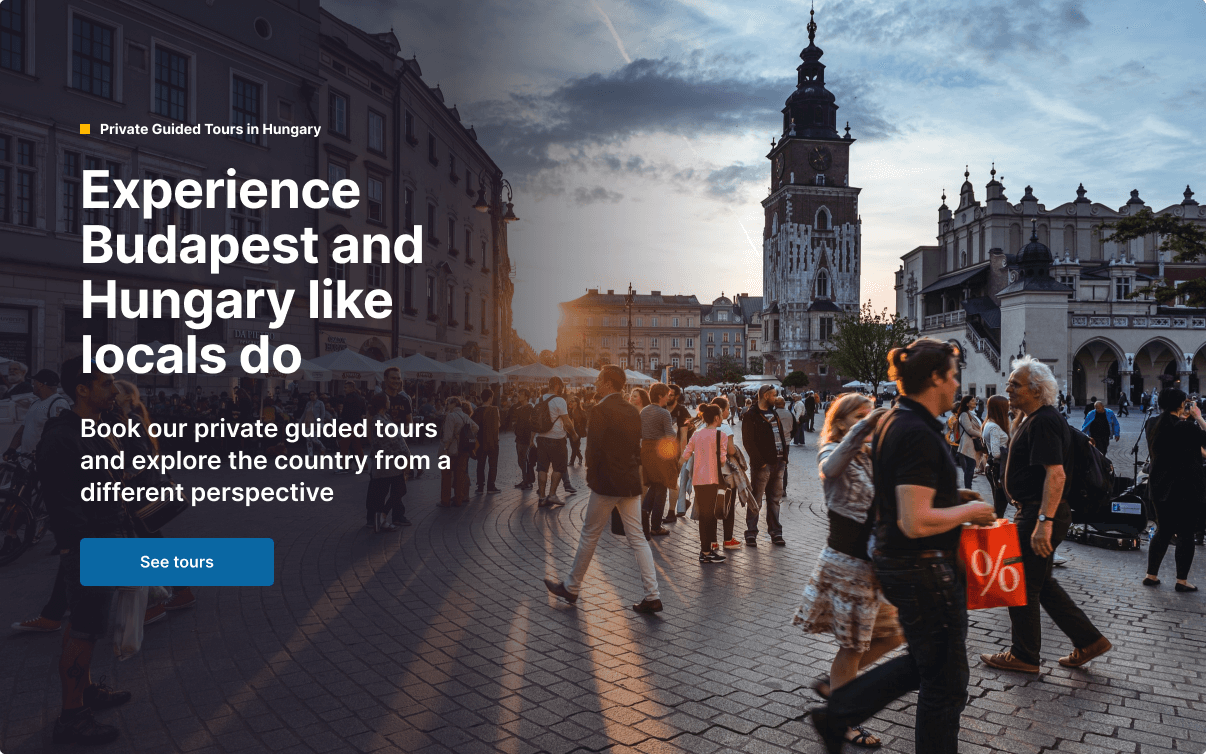 Private Guided Tours in Hungary
Experience
Budapest and
Hungary like
locals do
Book our private guided tours
and explore the country from a
different perspective
See tours
%